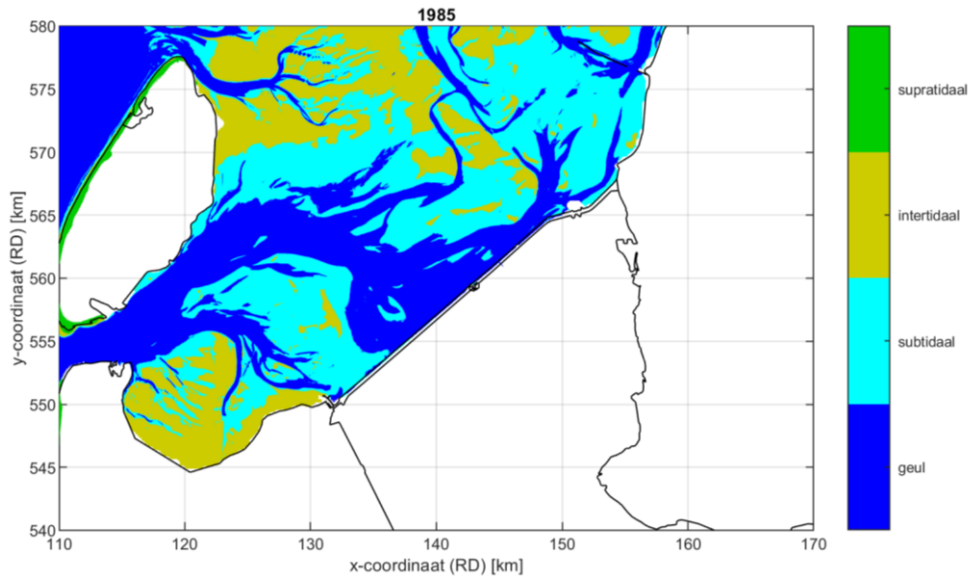 1985
580
575
570
565
560
555
550
545
540
y-coordinaat (RD) [km]
110
120
130
140
150
160
170
x-coordinaat (RD) [km]
supratidaal
intertidaal
subtidaal
geul